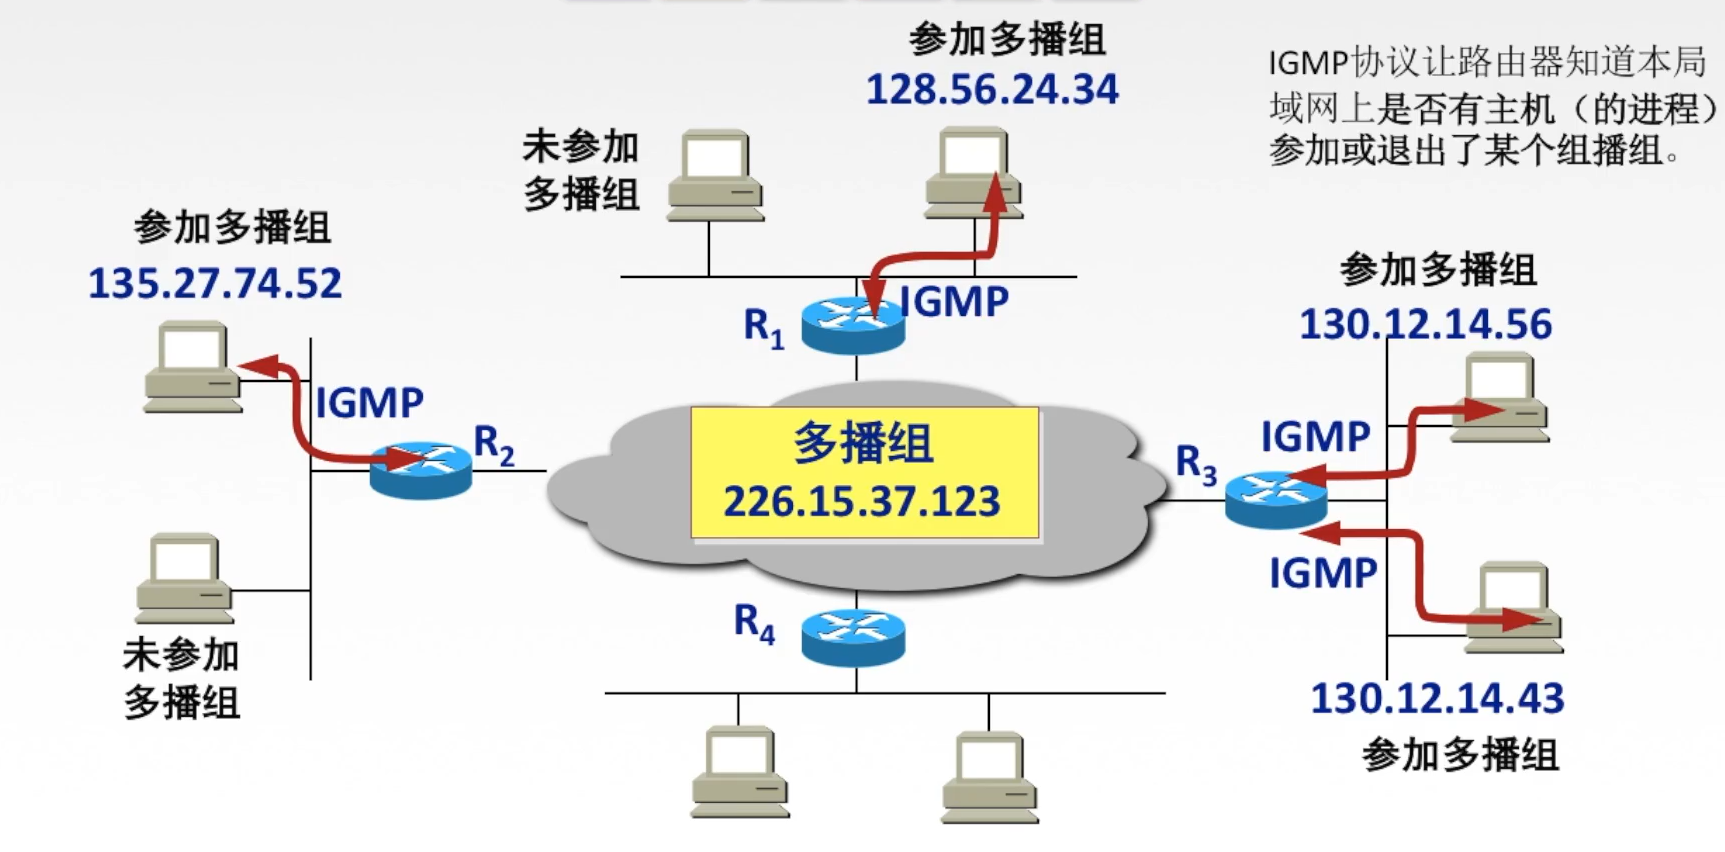 参加多播组
128.56.24.34
IGMP协议让路由器知道本局
域网上是否有主机（的进程）
参加或退出了某个组播组。
未参加
多播组
参加多播组
135.27.74.52
参加多播组
130.12.14.56
R1
IGMP
IGMP
R2
多播组
226.15.37.123
IGMP
R3
IGMP
R4
未参加
多播组
130.12.14.43
参加多播组